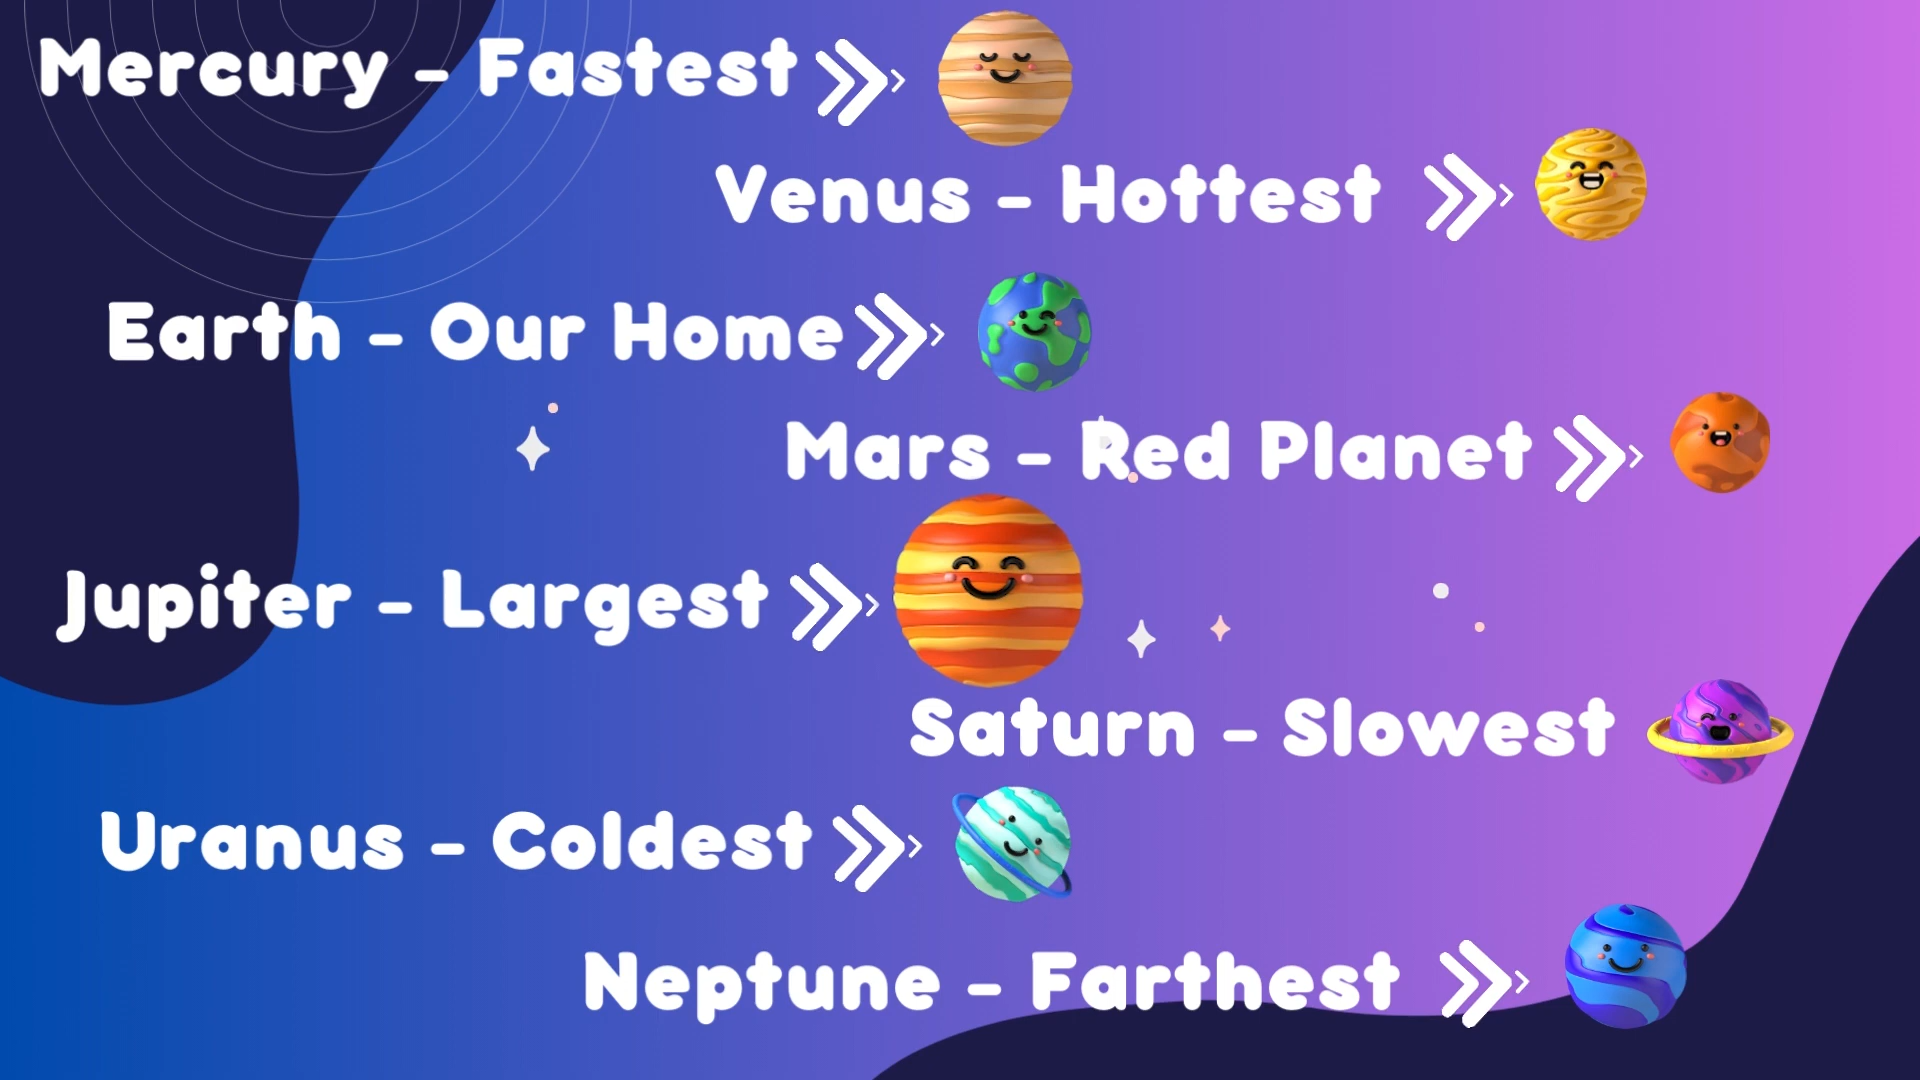 Mercury - Fastest
Venus - Hottest
Earth - Our Home
Mars - Red Planet
Jupiter - Largest
Saturn - Slowest
Uranus - Coldest
Neptune - Farthest